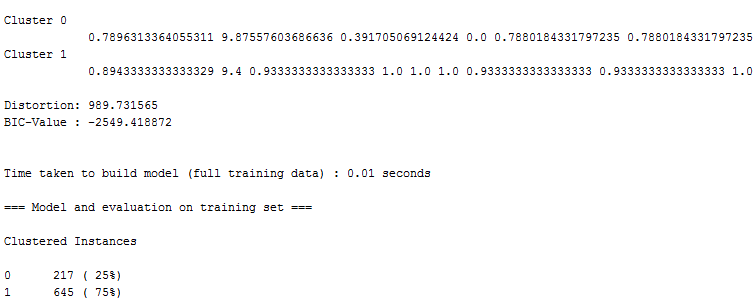 Cluster 0
0.7896313364055311 9.87557603686636 0.391705069124424 0.0 0.7880184331797235 0.7880184331797235
Cluster 1
0.8943333333333329 9.4 0.9333333333333333 1.0 1.0 1.0 0.9333333333333333 0.9333333333333333 1.0
Distortion: 989.731565
BIC-Value : -2549.418872
Time taken to build model (full training data) : 0.01 seconds
=== Model and evaluation on training set ===
Clustered Instances
0 217 ( 25%)
1 645 ( 75%)